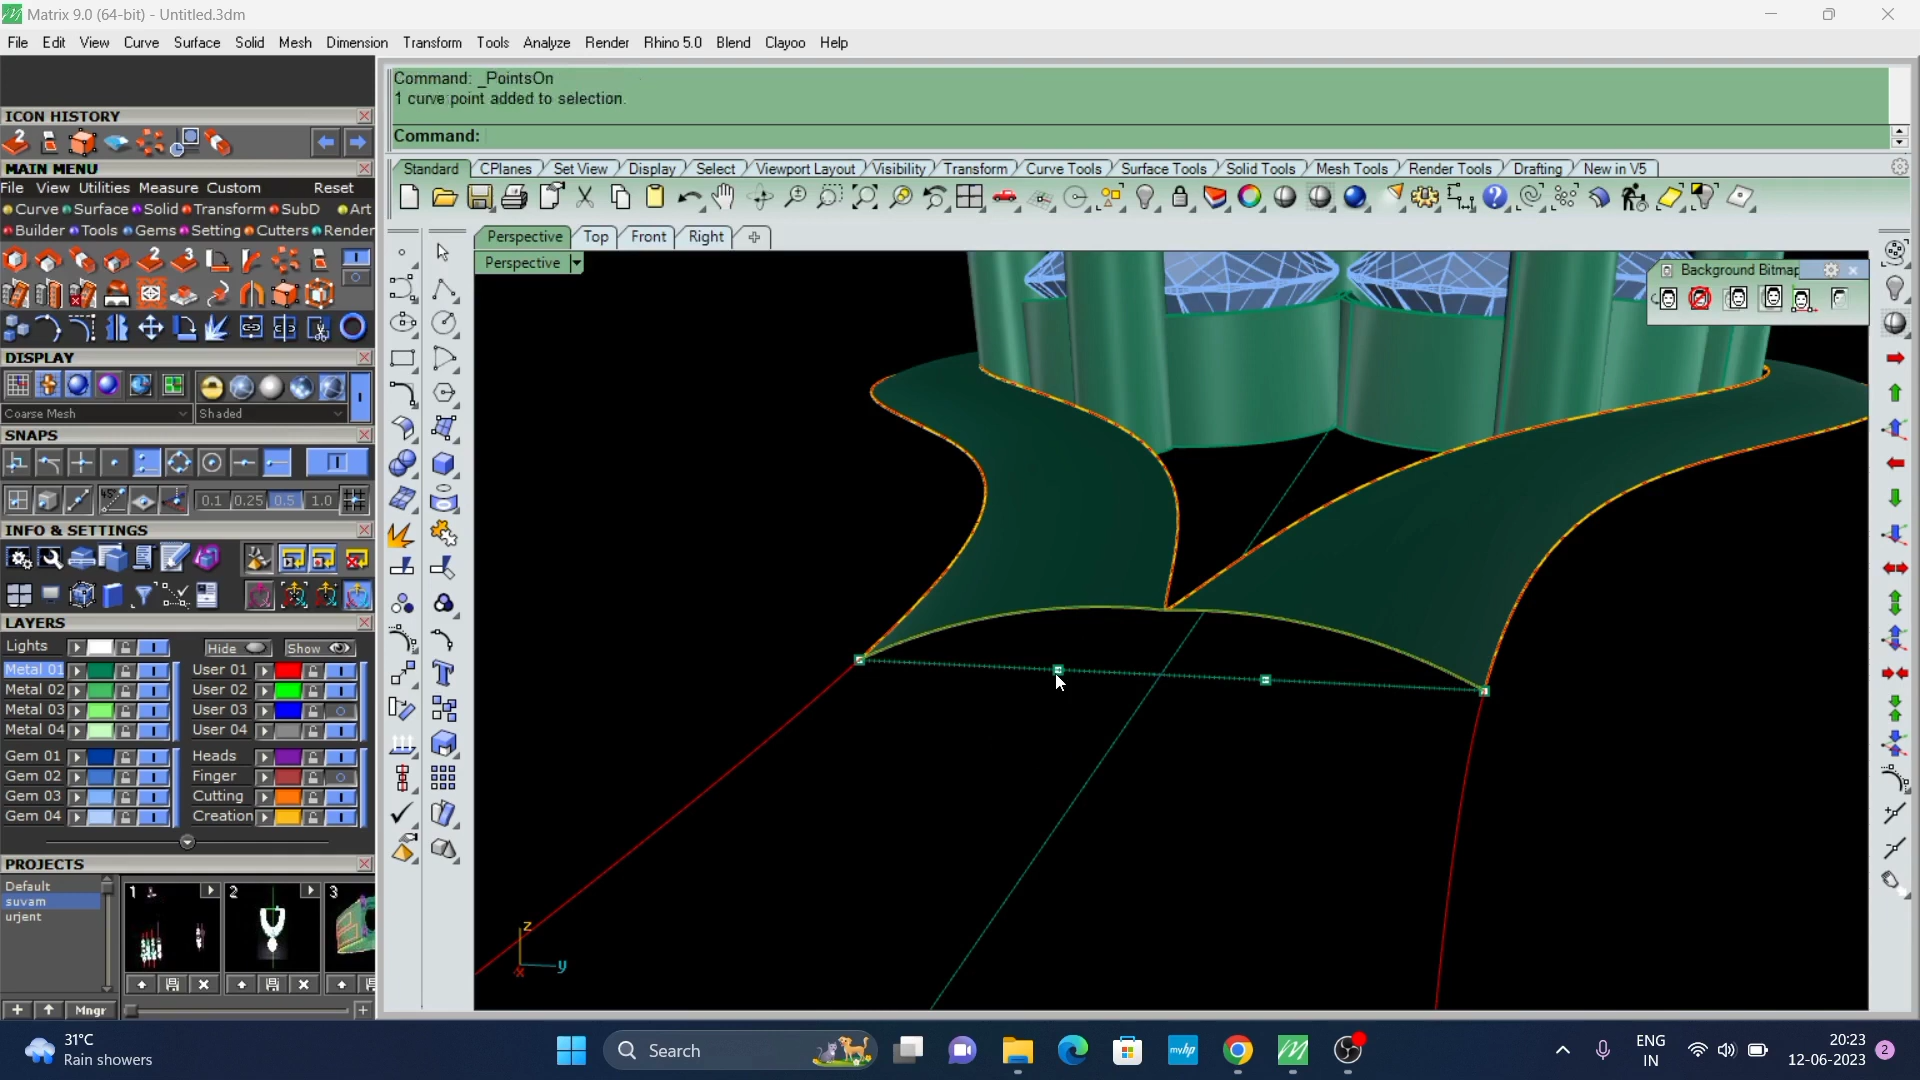 Matrix 9.0 (64-bit) - Untitled.3dm
File Edit View Curve Surface Solid Mesh Dimension Transform Tools Analyze Render Rhino 5.0 Blend Clayoo Help
Command: _PointsOn
1 curve point added to selection.
Command:
Standard CPlanes Set View Display Select Viewport Layout Visibility Transform Curve Tools Surface Tools Solid Tools Mesh Tools Render Tools Drafting New in V5
Perspective Top Front Right
Perspective
Background Bitmap
ICON HISTORY
MAIN MENU
File View Utilities Measure Custom Reset
Curve Surface Solid Transform SubD Art
Builder Tools Gems Setting Cutters Render
DISPLAY
Coarse Mesh Shaded
SNAPS
0.1 0.25 0.5 1.0
INFO & SETTINGS
LAYERS
Lights Hide Show
Metal 01 User 01
Metal 02 User 02
Metal 03 User 03
Metal 04 User 04
Gem 01 Heads
Gem 02 Finger
Gem 03 Cutting
Gem 04 Creation
PROJECTS
Default
suvam
urjent
1 2 3
Mngr
z
y
x
31°C
Rain showers
Search
myhp
ENG
IN
20:23
12-06-2023
2